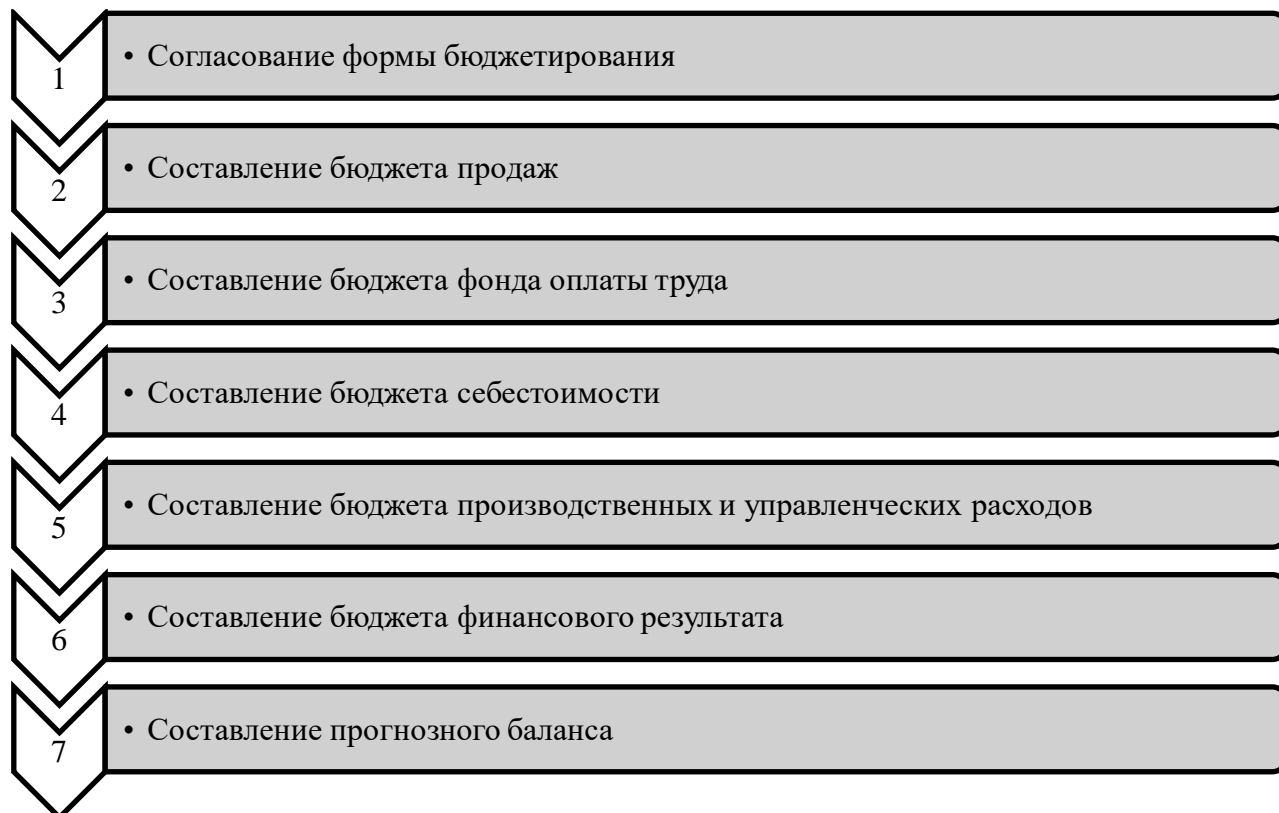 1
• Согласование формы бюджетирования
2
• Составление бюджета продаж
3
• Составление бюджета фонда оплаты труда
4
• Составление бюджета себестоимости
5
• Составление бюджета производственных и управленческих расходов
6
• Составление бюджета финансового результата
7
• Составление прогнозного баланса